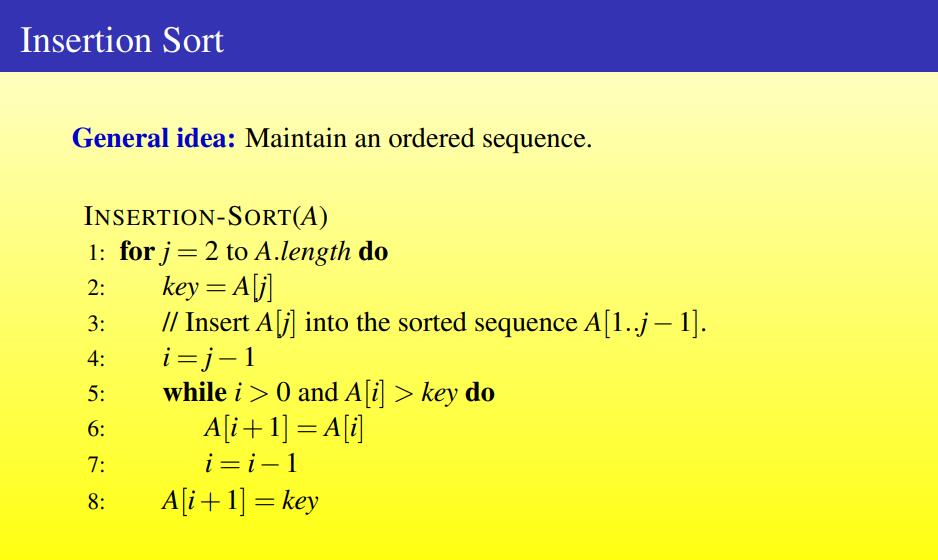 Insertion Sort
General idea: Maintain an ordered sequence.
INSERTION-SORT(A)
1: for j = 2 to A.length do
2: key = A[j]
3: // Insert A[j] into the sorted sequence A[1..j − 1].
4: i = j − 1
5: while i > 0 and A[i] > key do
6: A[i + 1] = A[i]
7: i = i − 1
8: A[i + 1] = key